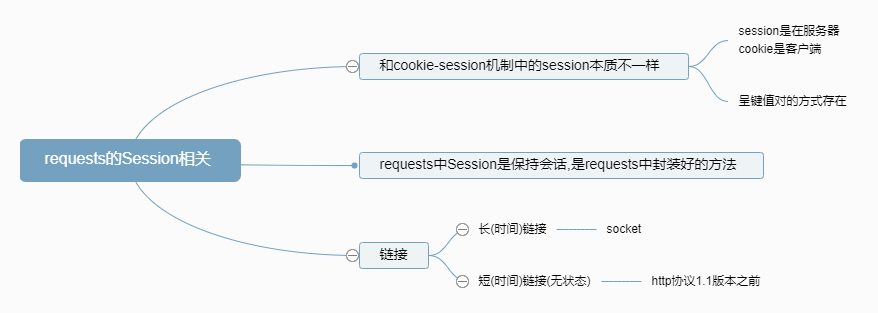 requests的Session相关
和cookie-session机制中的session本质不一样
session是在服务器
cookie是客户端
呈键值对的方式存在
requests中Session是保持会话,是requests中封装好的方法
链接
长(时间)链接
socket
短(时间)链接(无状态)
http协议1.1版本之前